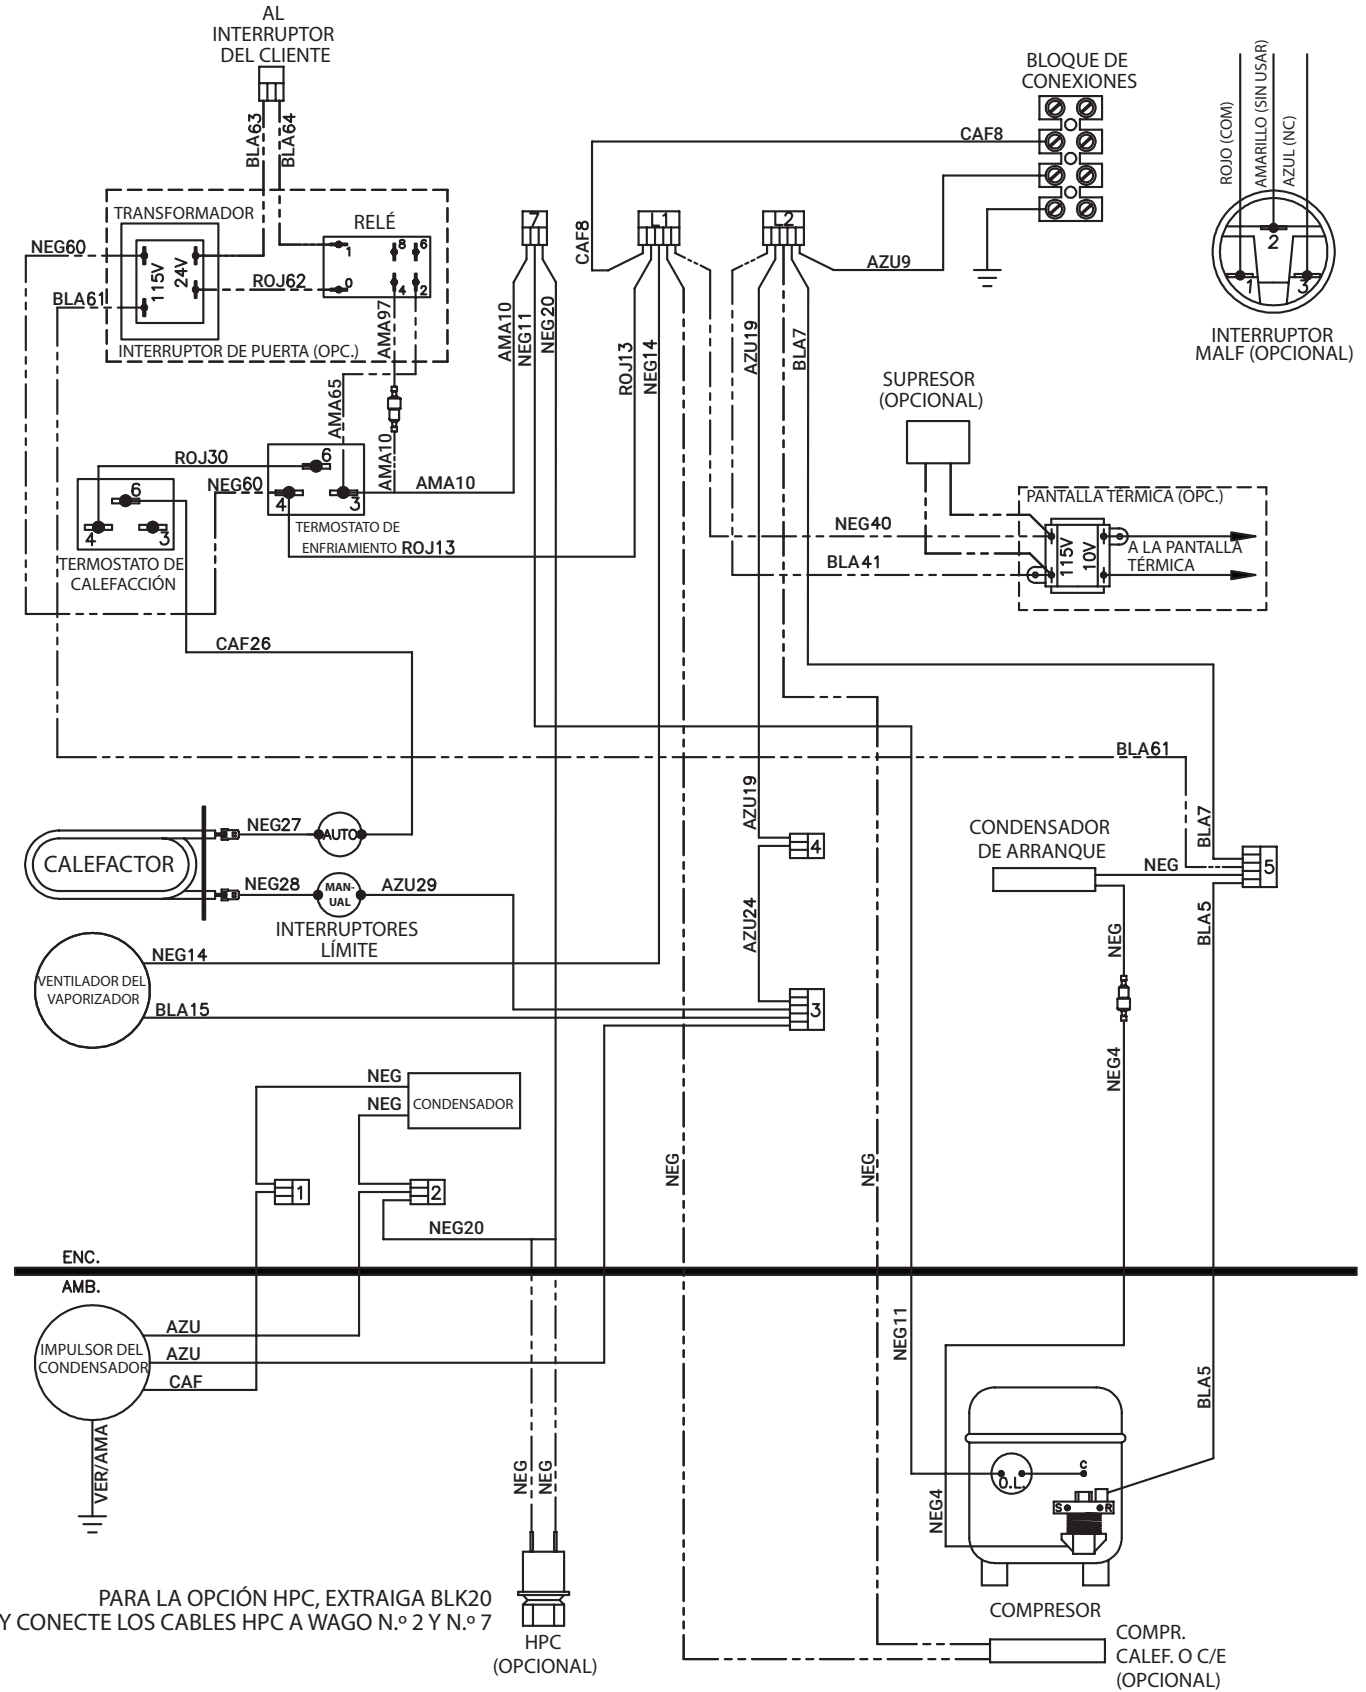 AL
INTERRUPTOR
DEL CLIENTE
BLA63
BLA64
BLOQUE DE
CONEXIONES
CAF8
ROJO (COM)
AMARILLO (SIN USAR)
AZUL (NC)
2
1
3
INTERRUPTOR
MALF (OPCIONAL)
TRANSFORMADOR
RELÉ
NEG60
115V
24V
1
8
6
BLA61
ROJ62
0
4
2
INTERRUPTOR DE PUERTA (OPC.)
AMA97
7
L1
L2
CAF8
AZU9
AMA10
NEG11
NEG20
ROJ13
NEG14
AZU19
BLA7
SUPRESOR
(OPCIONAL)
AMA65
AMA10
ROJ30
6
NEG60
4
3
AMA10
6
4
3
TERMOSTATO DE
ENFRIAMIENTO
ROJ13
TERMOSTATO DE
CALEFACCIÓN
PANTALLA TÉRMICA (OPC.)
NEG40
BLA41
115V
10V
A LA PANTALLA
TÉRMICA
CAF26
BLA61
AZU19
BLA7
NEG27
AUTO
4
CONDENSADOR
DE ARRANQUE
NEG
5
CALEFACTOR
NEG28
MAN-
UAL
AZU29
INTERRUPTORES
LÍMITE
AZU24
NEG
BLA5
NEG14
VENTILADOR DEL
VAPORIZADOR
BLA15
3
NEG4
NEG
NEG
CONDENSADOR
NEG
NEG
1
2
NEG20
ENC.
AMB.
AZU
IMPULSOR DEL
CONDENSADOR
AZU
CAF
NEG11
BLA5
VER/AMA
NEG
NEG
C
O.L.
S
R
NEG4
PARA LA OPCIÓN HPC, EXTRAIGA BLK20
Y CONECTE LOS CABLES HPC A WAGO N.º 2 Y N.º 7
HPC
(OPCIONAL)
COMPRESOR
COMPR.
CALEF. O C/E
(OPCIONAL)